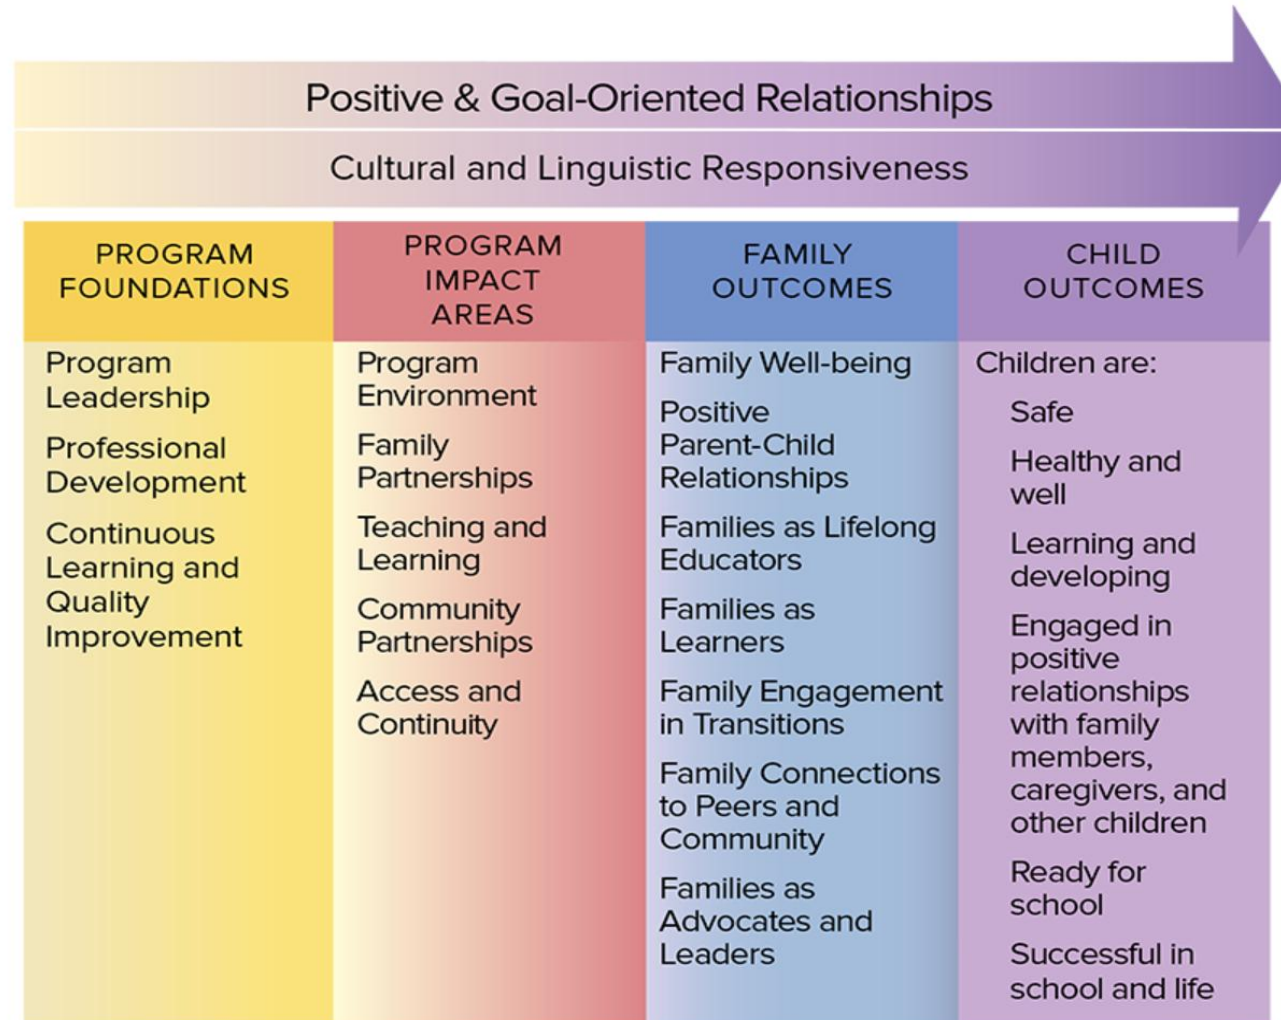 Positive & Goal-Oriented Relationships
Cultural and Linguistic Responsiveness
PROGRAM
FOUNDATIONS
Program
Leadership
Professional
Development
Continuous
Learning and
Quality
Improvement
PROGRAM
IMPACT
AREAS
Program
Environment
Family
Partnerships
Teaching and
Learning
Community
Partnerships
Access and
Continuity
FAMILY
OUTCOMES
Family Well-being
Positive
Parent-Child
Relationships
Families as Lifelong
Educators
Families as
Learners
Family Engagement
in Transitions
Family Connections
to Peers and
Community
Families as
Advocates and
Leaders
CHILD
OUTCOMES
Children are:
Safe
Healthy and
well
Learning and
developing
Engaged in
positive
relationships
with family
members,
caregivers, and
other children
Ready for
school
Successful in
school and life